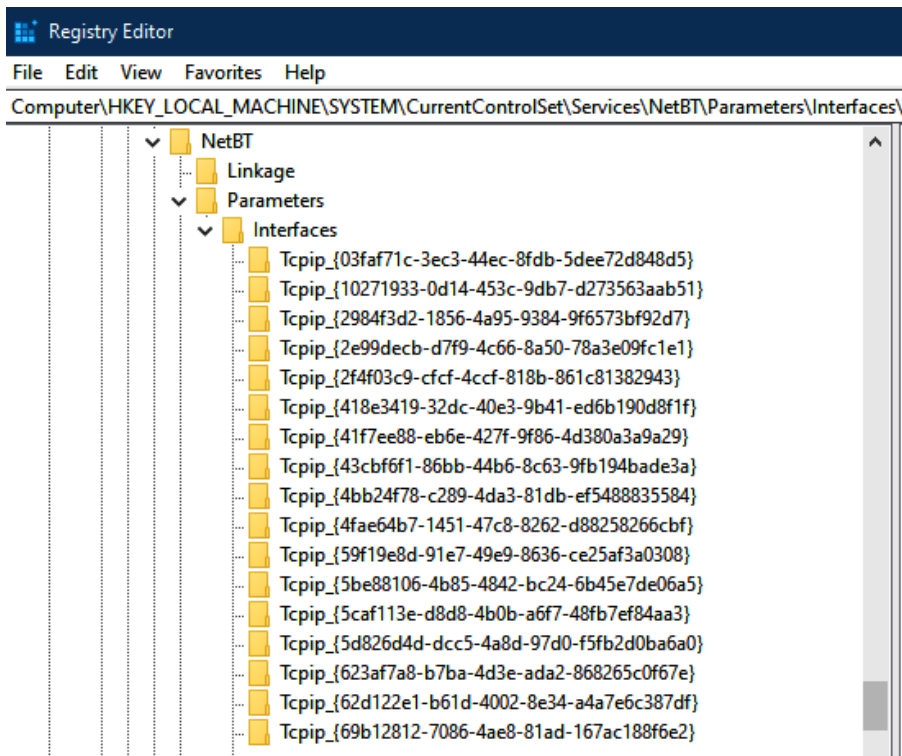 Registry Editor
File Edit View Favorites Help
Computer\HKEY_LOCAL_MACHINE\SYSTEM\CurrentControlSet\Services\NetBT\Parameters\Interfaces\
NetBT
Linkage
Parameters
Interfaces
Tcpip_{03faf71c-3ec3-44ec-8fdb-5dee72d848d5}
Tcpip_{10271933-0d14-453c-9db7-d273563aab51}
Tcpip_{2984f3d2-1856-4a95-9384-9f6573bf92d7}
Tcpip_{2e99decb-d7f9-4c66-8a50-78a3e09fc1e1}
Tcpip_{2f4f03c9-cfcf-4ccf-818b-861c81382943}
Tcpip_{418e3419-32dc-40e3-9b41-ed6b190d8f1f}
Tcpip_{41f7ee88-eb6e-427f-9f86-4d380a3a9a29}
Tcpip_{43cbf6f1-86bb-44b6-8c63-9fb194bade3a}
Tcpip_{4bb24f78-c289-4da3-81db-ef5488835584}
Tcpip_{4fae64b7-1451-47c8-8262-d88258266cbf}
Tcpip_{59f19e8d-91e7-49e9-8636-ce25af3a0308}
Tcpip_{5be88106-4b85-4842-bc24-6b45e7de06a5}
Tcpip_{5caf113e-d8d8-4b0b-a6f7-48fb7ef84aa3}
Tcpip_{5d826d4d-dcc5-4a8d-97d0-f5fb2d0ba6a0}
Tcpip_{623af7a8-b7ba-4d3e-ada2-868265c0f67e}
Tcpip_{62d122e1-b61d-4002-8e34-a4a7e6c387df}
Tcpip_{69b12812-7086-4ae8-81ad-167ac188f6e2}